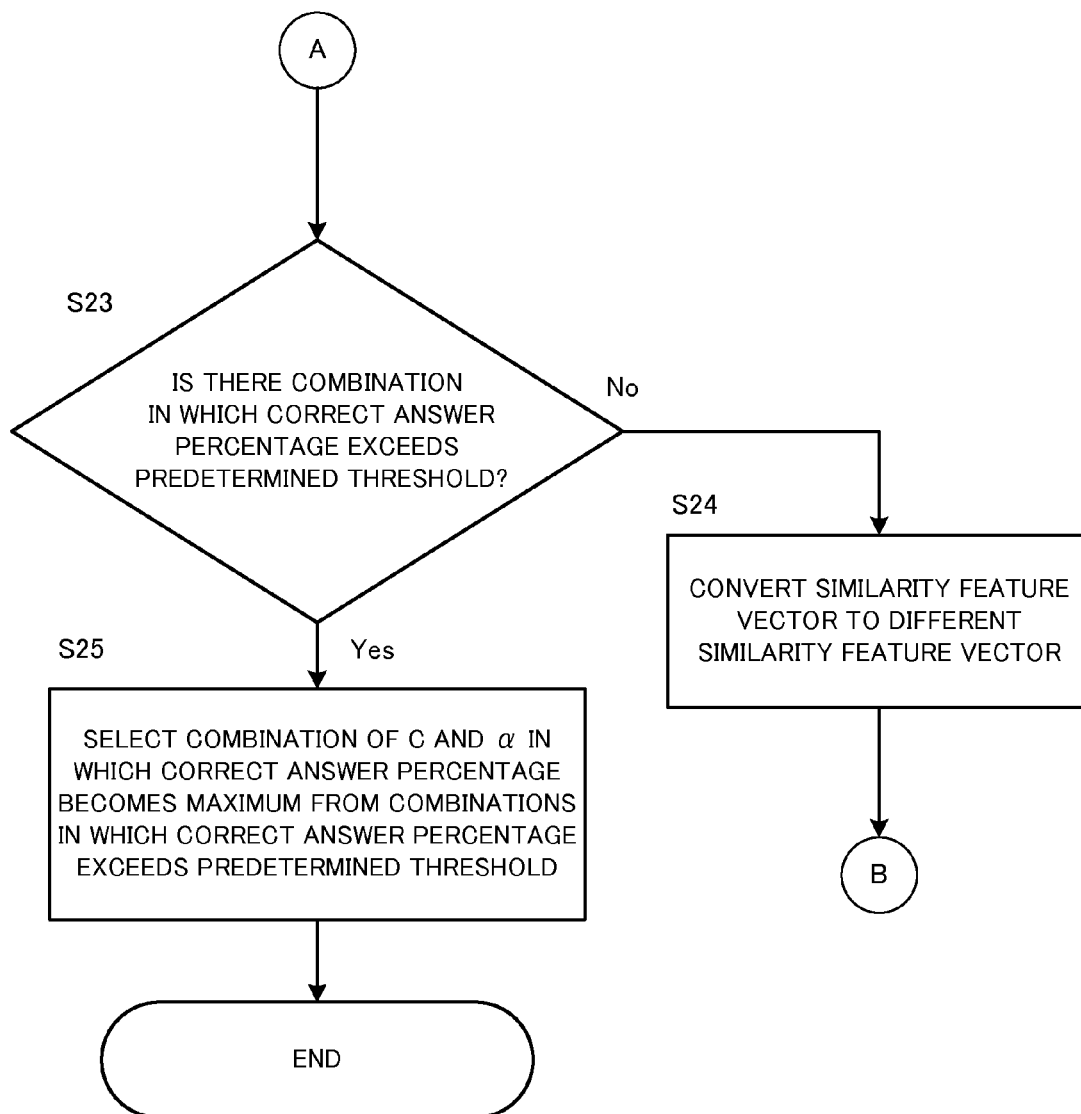 A
S23
IS THERE COMBINATION
IN WHICH CORRECT ANSWER
PERCENTAGE EXCEEDS
PREDETERMINED THRESHOLD?
No
S24
CONVERT SIMILARITY FEATURE
VECTOR TO DIFFERENT
SIMILARITY FEATURE VECTOR
B
S25
Yes
SELECT COMBINATION OF C AND α IN
WHICH CORRECT ANSWER PERCENTAGE
BECOMES MAXIMUM FROM COMBINATIONS
IN WHICH CORRECT ANSWER PERCENTAGE
EXCEEDS PREDETERMINED THRESHOLD
END